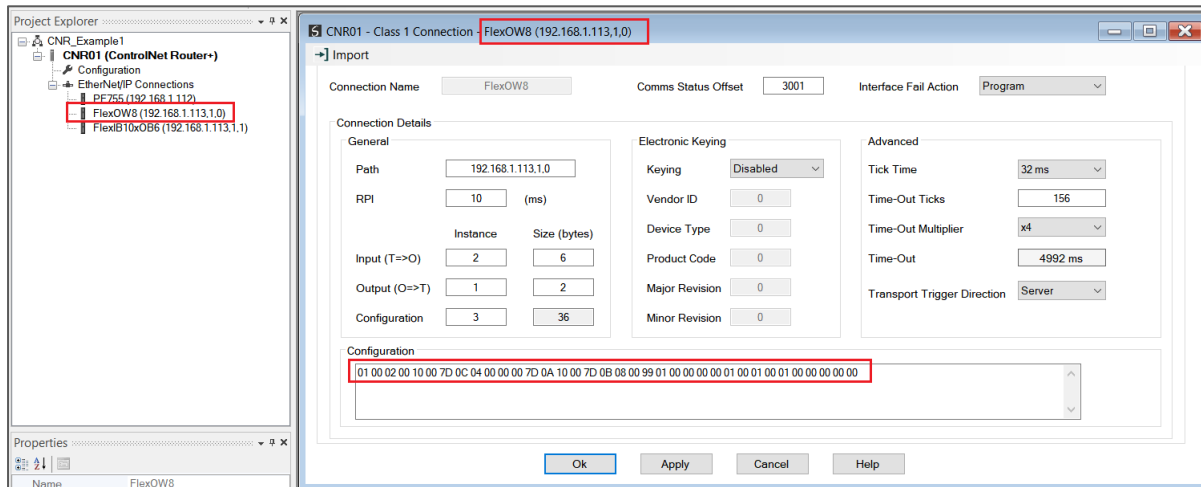 Project Explorer
CNR_Example1
CNR01 (ControlNet Router+)
Configuration
EtherNet/IP Connections
PF755 (192.168.1.112)
FlexOW8 (192.168.1.113,1,0)
FlexIB10xOB6 (192.168.1.113,1,1)
Properties
Name FlexOW8
CNR01 - Class 1 Connection - FlexOW8 (192.168.1.113,1,0)
Import
Connection Name FlexOW8 Comms Status Offset 3001 Interface Fail Action Program
Connection Details
General Electronic Keying Advanced
Path 192.168.1.113,1,0 Keying Disabled Tick Time 32 ms
RPI 10 (ms) Vendor ID 0 Time-Out Ticks 156
Instance Size (bytes) Device Type 0 Time-Out Multiplier x4
Input (T=>O) 2 6 Product Code 0 Time-Out 4992 ms
Output (O=>T) 1 2 Major Revision 0 Transport Trigger Direction Server
Configuration 3 36 Minor Revision 0
Configuration
01 00 02 00 10 00 7D 0C 04 00 00 00 7D 0A 10 00 7D 0B 08 00 99 01 00 00 00 00 01 00 01 00 01 00 00 00 00 00
Ok Apply Cancel Help